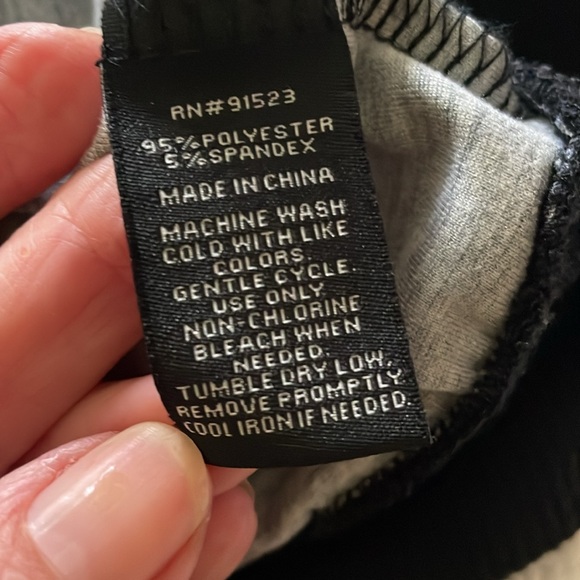 RN#91523
95%POLYESTER
5%SPANDEX
MADE IN CHINA
MACHINE WASH
COLD WITH LIKE
COLORS.
GENTLE CYCLE.
USE ONLY
NON-CHLORINE
BLEACH WHEN
NEEDED.
TUMBLE DRY LOW.
REMOVE PROMPTLY
COOL IRON IF NEEDED.